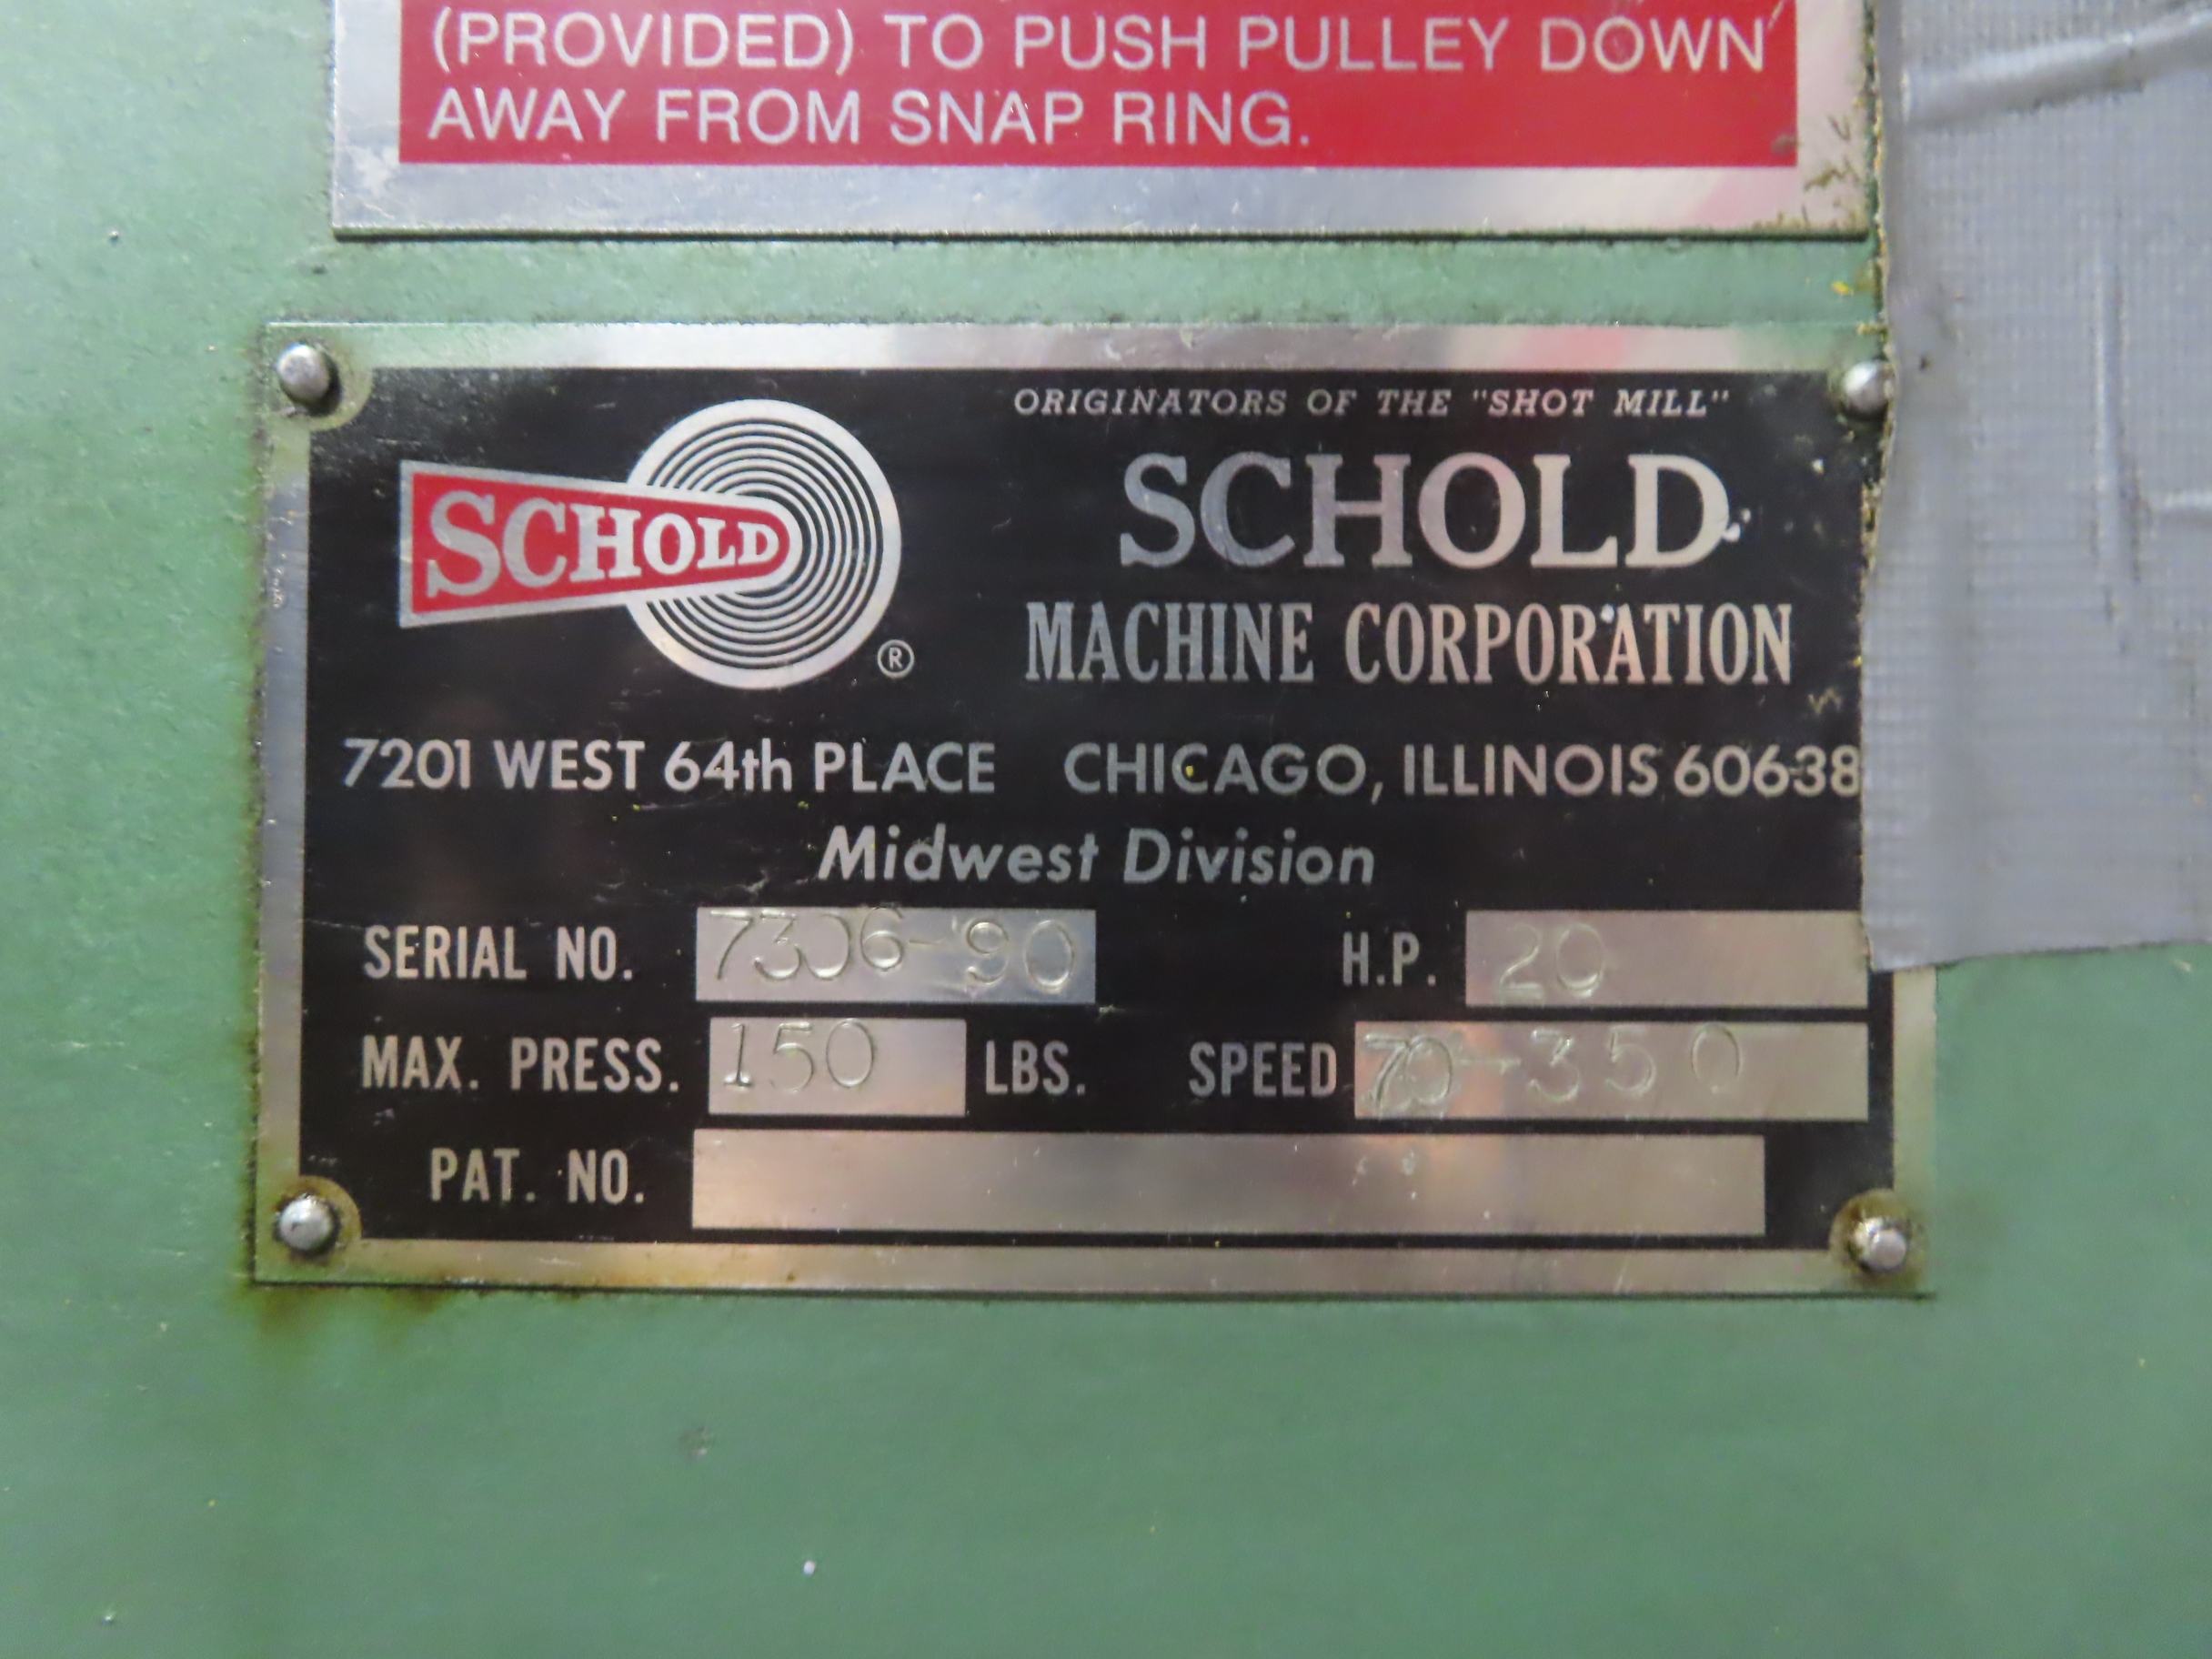 (PROVIDED) TO PUSH PULLEY DOWN
AWAY FROM SNAP RING.
ORIGINATORS OF THE "SHOT MILL"
SCHOLD
SCHOLD
®
MACHINE CORPORATION
7201 WEST 64th PLACE CHICAGO, ILLINOIS 60638
Midwest Division
SERIAL NO. 7306-90 H.P. 20
MAX. PRESS. 150 LBS. SPEED 70-350
PAT. NO.